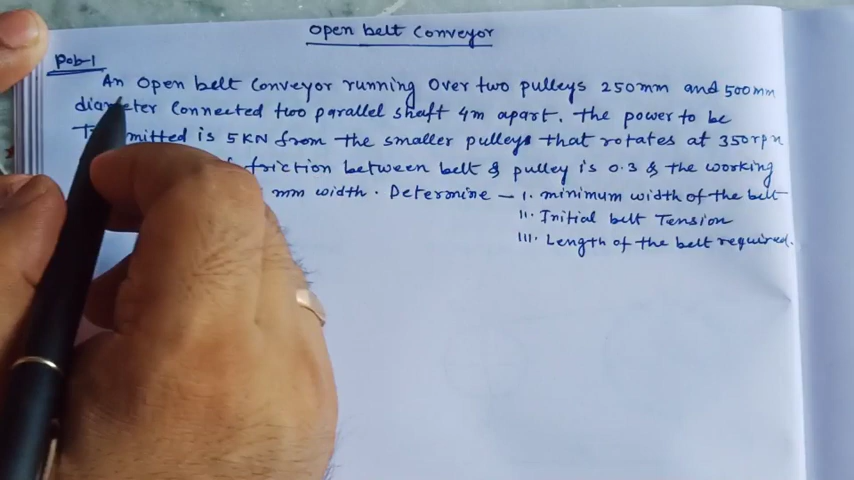 Open belt Conveyor
Pob-1
An Open belt Conveyor running Over two pulleys 250mm and 500mm
diameter Connected two parallel shaft 4m apart. The power to be
mitted is 5KN from the smaller pulleys that rotates at 350rpm
friction between belt & pulley is 0.3 & the working
mm width. Determine — I. minimum width of the belt
II. Initial belt Tension
III. Length of the belt required.